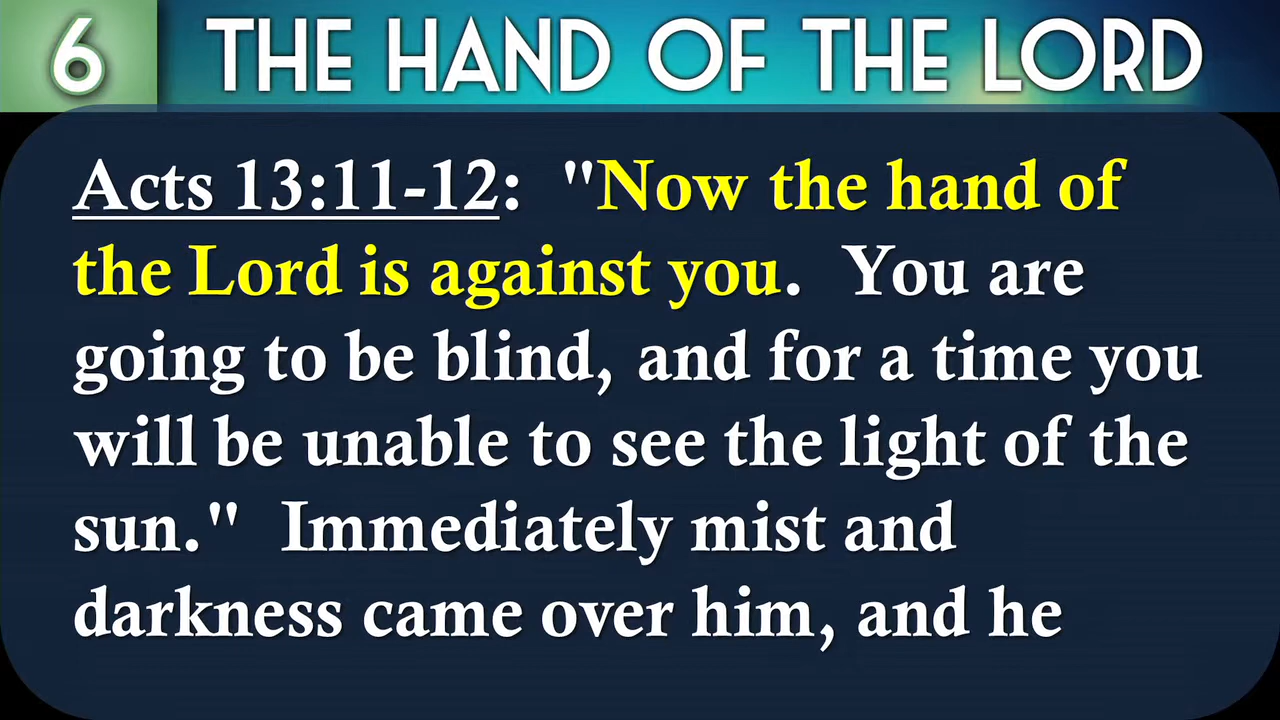 6 THE HAND OF THE LORD
Acts 13:11-12:  "Now the hand of
the Lord is against you.  You are
going to be blind, and for a time you
will be unable to see the light of the
sun."  Immediately mist and
darkness came over him, and he